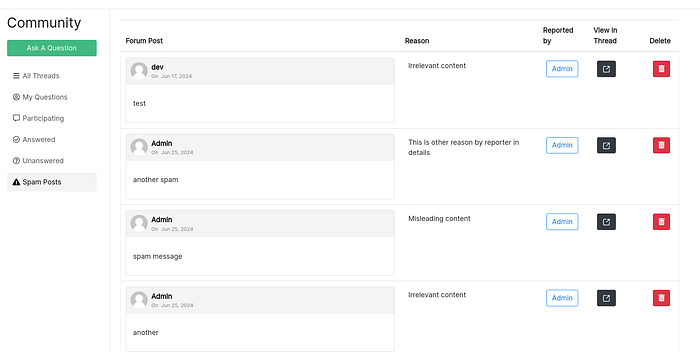 Community
Ask A Question
All Threads
My Questions
Participating
Answered
Unanswered
Spam Posts
Forum Post
Reason
Reported
by
View in
Thread
Delete
dev
On Jun 17, 2024
test
Irrelevant content
Admin
Admin
On Jun 25, 2024
another spam
This is other reason by reporter in
details
Admin
Admin
On Jun 25, 2024
spam message
Misleading content
Admin
Admin
On Jun 25, 2024
another
Irrelevant content
Admin